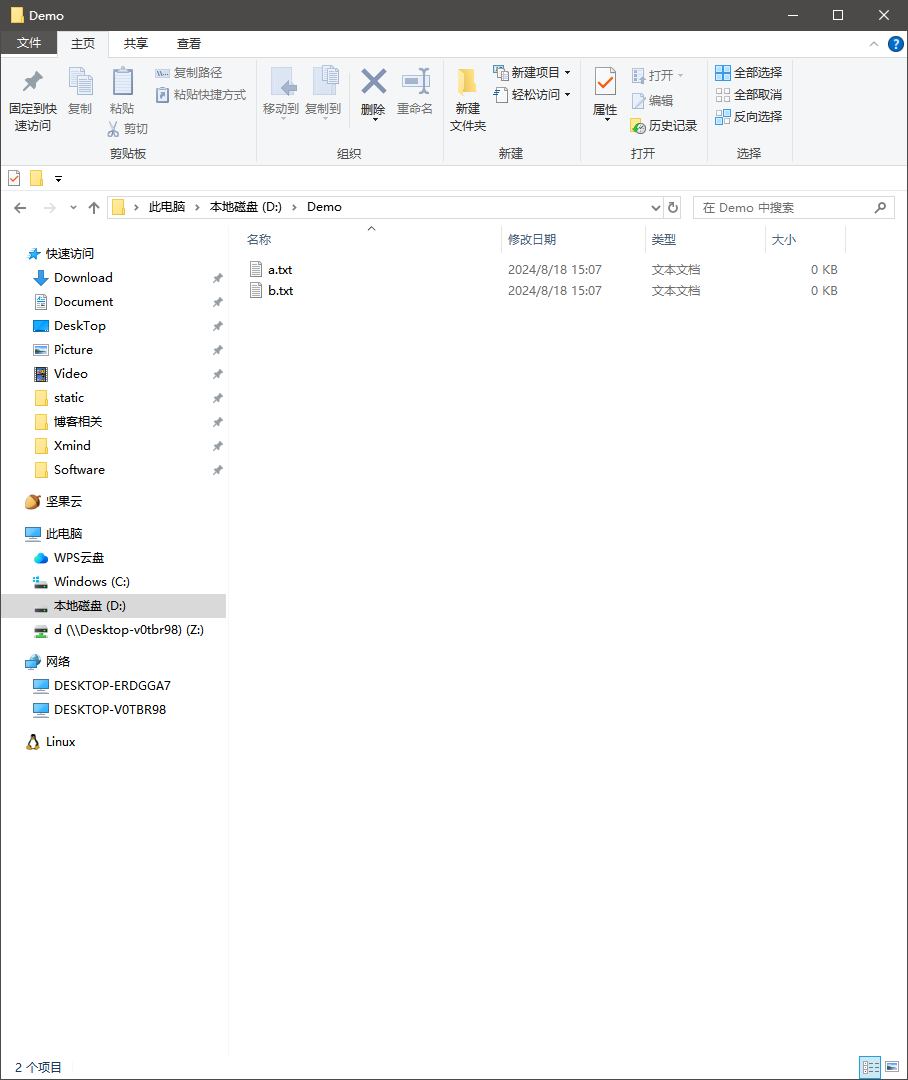 Demo
文件 主页 共享 查看
固定到快速访问
复制
粘贴
复制路径
粘贴快捷方式
剪切
剪贴板
移动到
复制到
删除
重命名
组织
新建
文件夹
新建项目
轻松访问
新建
属性
打开
编辑
历史记录
打开
全部选择
全部取消
反向选择
选择
此电脑 本地磁盘 (D:) Demo
在 Demo 中搜索
快速访问
Download
Document
DeskTop
Picture
Video
static
博客相关
Xmind
Software
坚果云
此电脑
WPS云盘
Windows (C:)
本地磁盘 (D:)
d (\\Desktop-v0tbr98) (Z:)
网络
DESKTOP-ERDGGA7
DESKTOP-V0TBR98
Linux
名称 修改日期 类型 大小
a.txt 2024/8/18 15:07 文本文档 0 KB
b.txt 2024/8/18 15:07 文本文档 0 KB
2 个项目